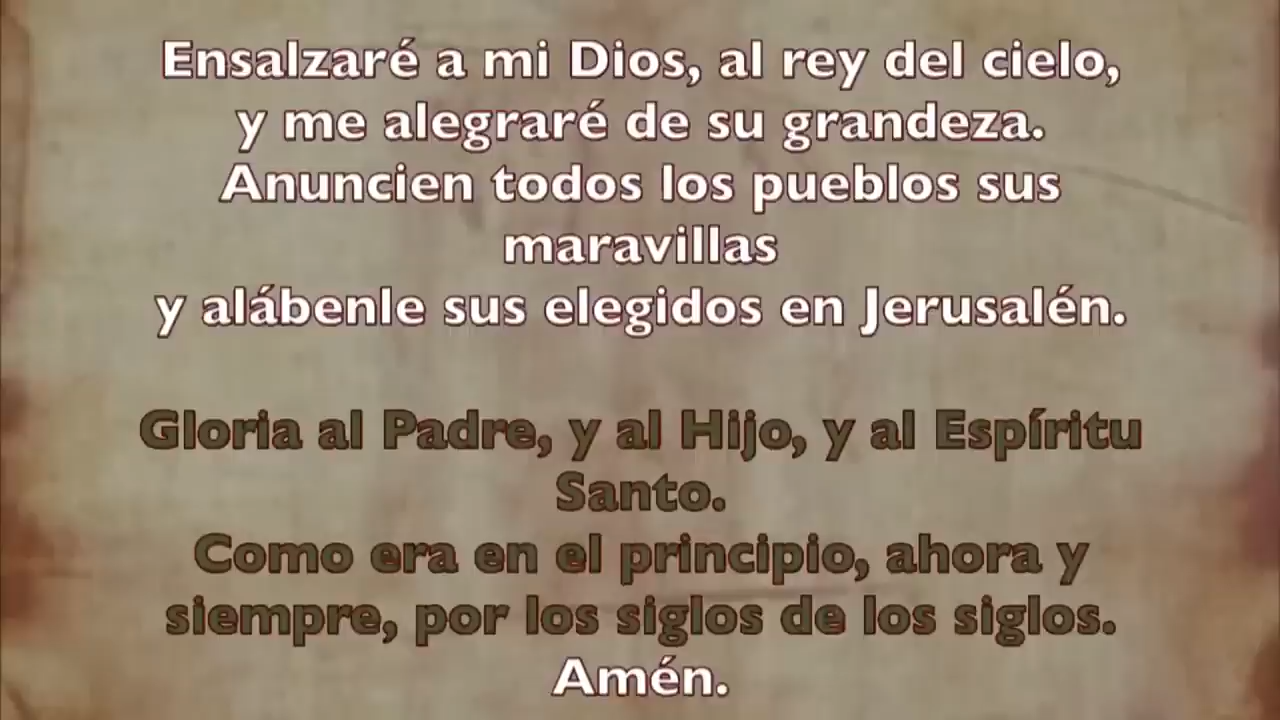 Ensalzaré a mi Dios, al rey del cielo,
y me alegraré de su grandeza.
Anuncien todos los pueblos sus
maravillas
y alábenle sus elegidos en Jerusalén.
Gloria al Padre, y al Hijo, y al Espíritu
Santo.
Como era en el principio, ahora y
siempre, por los siglos de los siglos.
Amén.